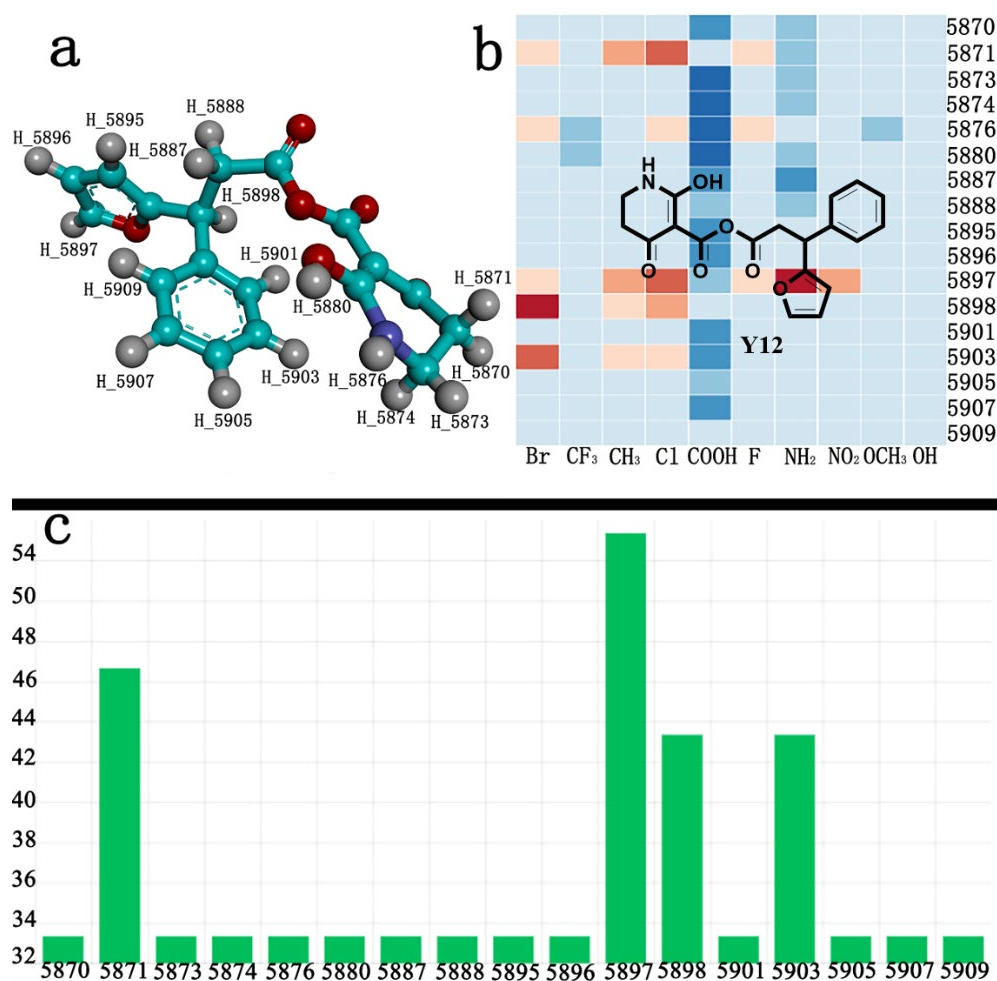 a
H_5888
H_5895
H_5896
H_5887
H_5898
H_5897
H_5901
H_5909
H_5871
H_5880
H_5907
H_5903
H_5876
H_5870
H_5905
H_5874
H_5873
b
5870
5871
5873
5874
5876
5880
5887
5888
5895
5896
5897
5898
5901
5903
5905
5907
5909
H
N
OH
O
O
O
O
O
Y12
Br CF₃ CH₃ Cl COOH F NH₂ NO₂ OCH₃ OH
c
54
50
48
46
44
42
40
38
36
34
32
5870 5871 5873 5874 5876 5880 5887 5888 5895 5896 5897 5898 5901 5903 5905 5907 5909